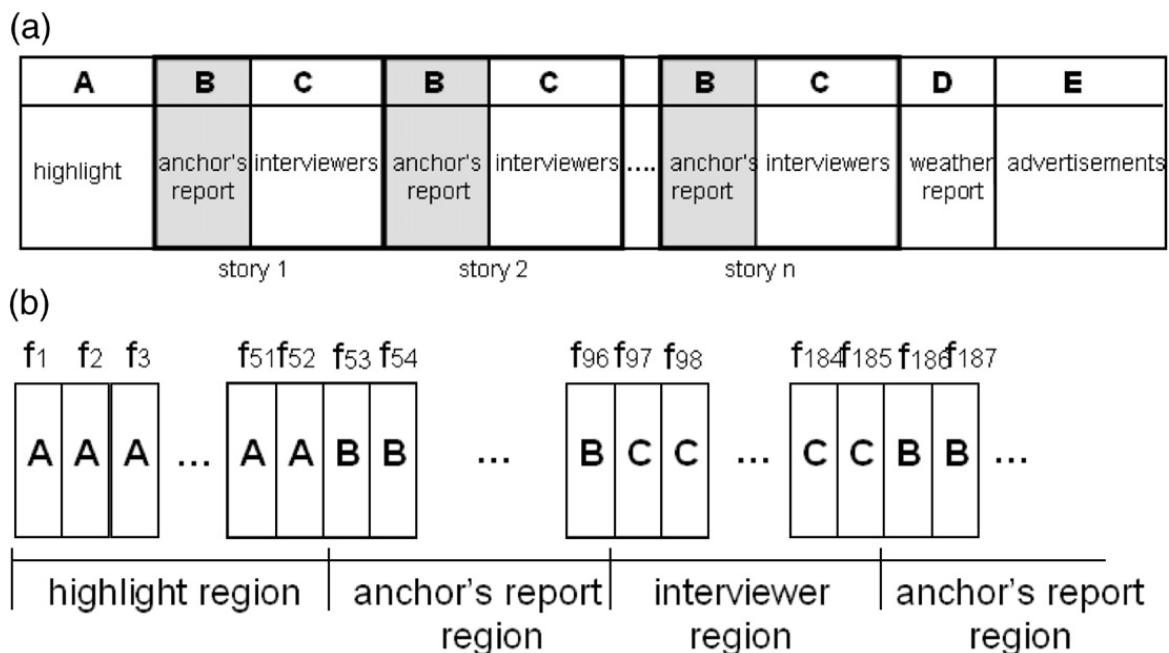 (a)
A B C B C B C D E
highlight anchor's report interviewers anchor's report interviewers .... anchor's report interviewers weather report advertisements
story 1 story 2 story n
(b)
f1 f2 f3 f51 f52 f53 f54 f96 f97 f98 f184 f185 f186 f187
A A A ... A A B B ... B C C ... C C B B ...
highlight region anchor's report region interviewer region anchor's report region